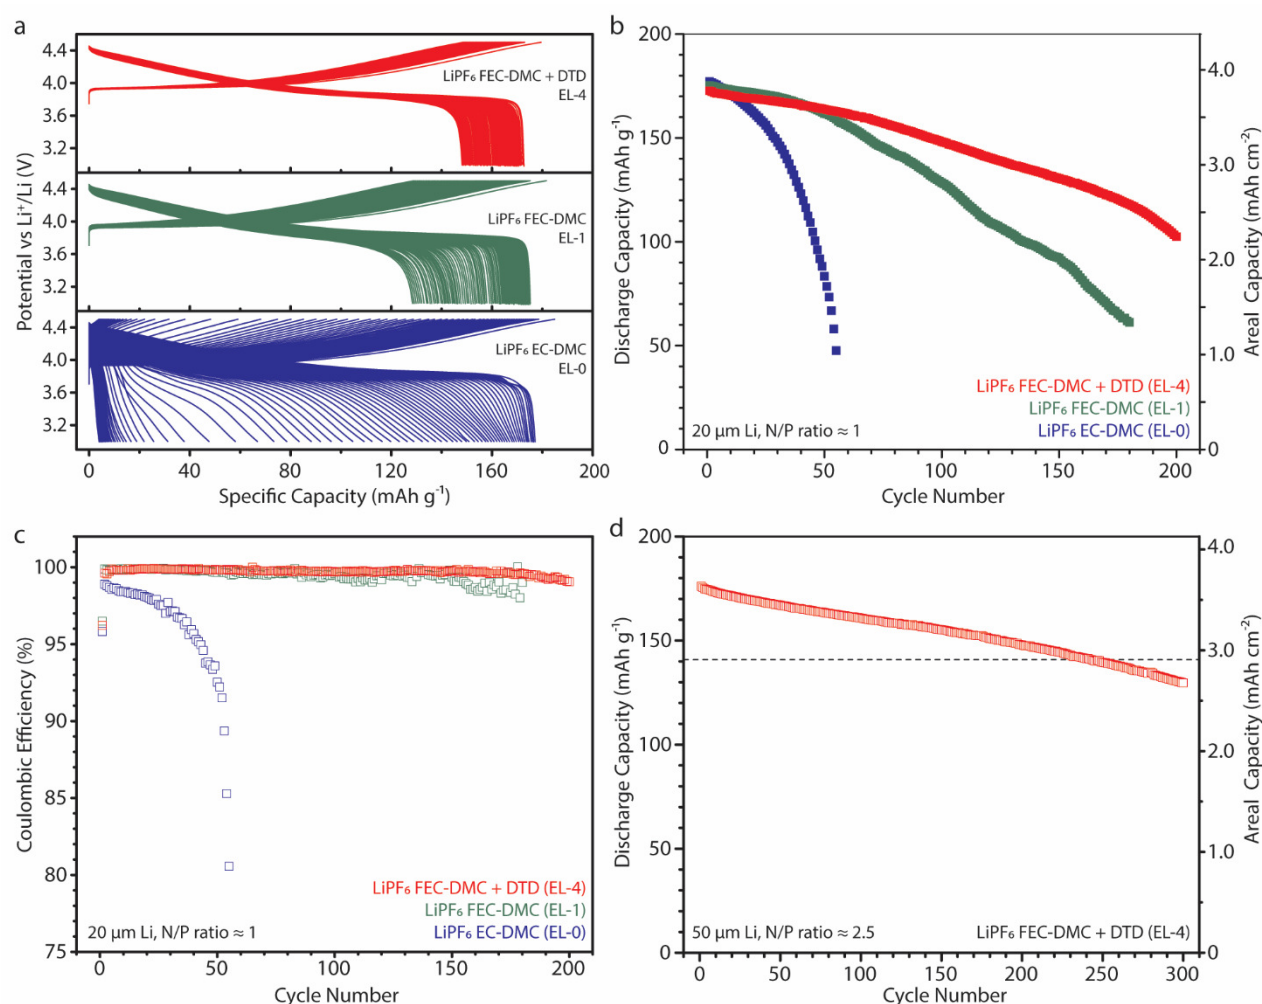 a
4.4
4.0
3.6
3.2
LiPF₆ FEC-DMC + DTD
EL-4
4.4
4.0
3.6
3.2
LiPF₆ FEC-DMC
EL-1
4.4
4.0
3.6
3.2
LiPF₆ EC-DMC
EL-0
0 40 80 120 160 200
Potential vs Li⁺/Li (V)
Specific Capacity (mAh g⁻¹)
b
200
150
100
50
0
4.0
3.0
2.0
1.0
0
0 50 100 150 200
Discharge Capacity (mAh g⁻¹)
Areal Capacity (mAh cm⁻²)
LiPF₆ FEC-DMC + DTD (EL-4)
LiPF₆ FEC-DMC (EL-1)
LiPF₆ EC-DMC (EL-0)
20 μm Li, N/P ratio ≈ 1
Cycle Number
c
100
95
90
85
80
75
0 50 100 150 200
Coulombic Efficiency (%)
LiPF₆ FEC-DMC + DTD (EL-4)
LiPF₆ FEC-DMC (EL-1)
LiPF₆ EC-DMC (EL-0)
20 μm Li, N/P ratio ≈ 1
Cycle Number
d
200
150
100
50
0
4.0
3.0
2.0
1.0
0
0 50 100 150 200 250 300
Discharge Capacity (mAh g⁻¹)
Areal Capacity (mAh cm⁻²)
50 μm Li, N/P ratio ≈ 2.5
LiPF₆ FEC-DMC + DTD (EL-4)
Cycle Number